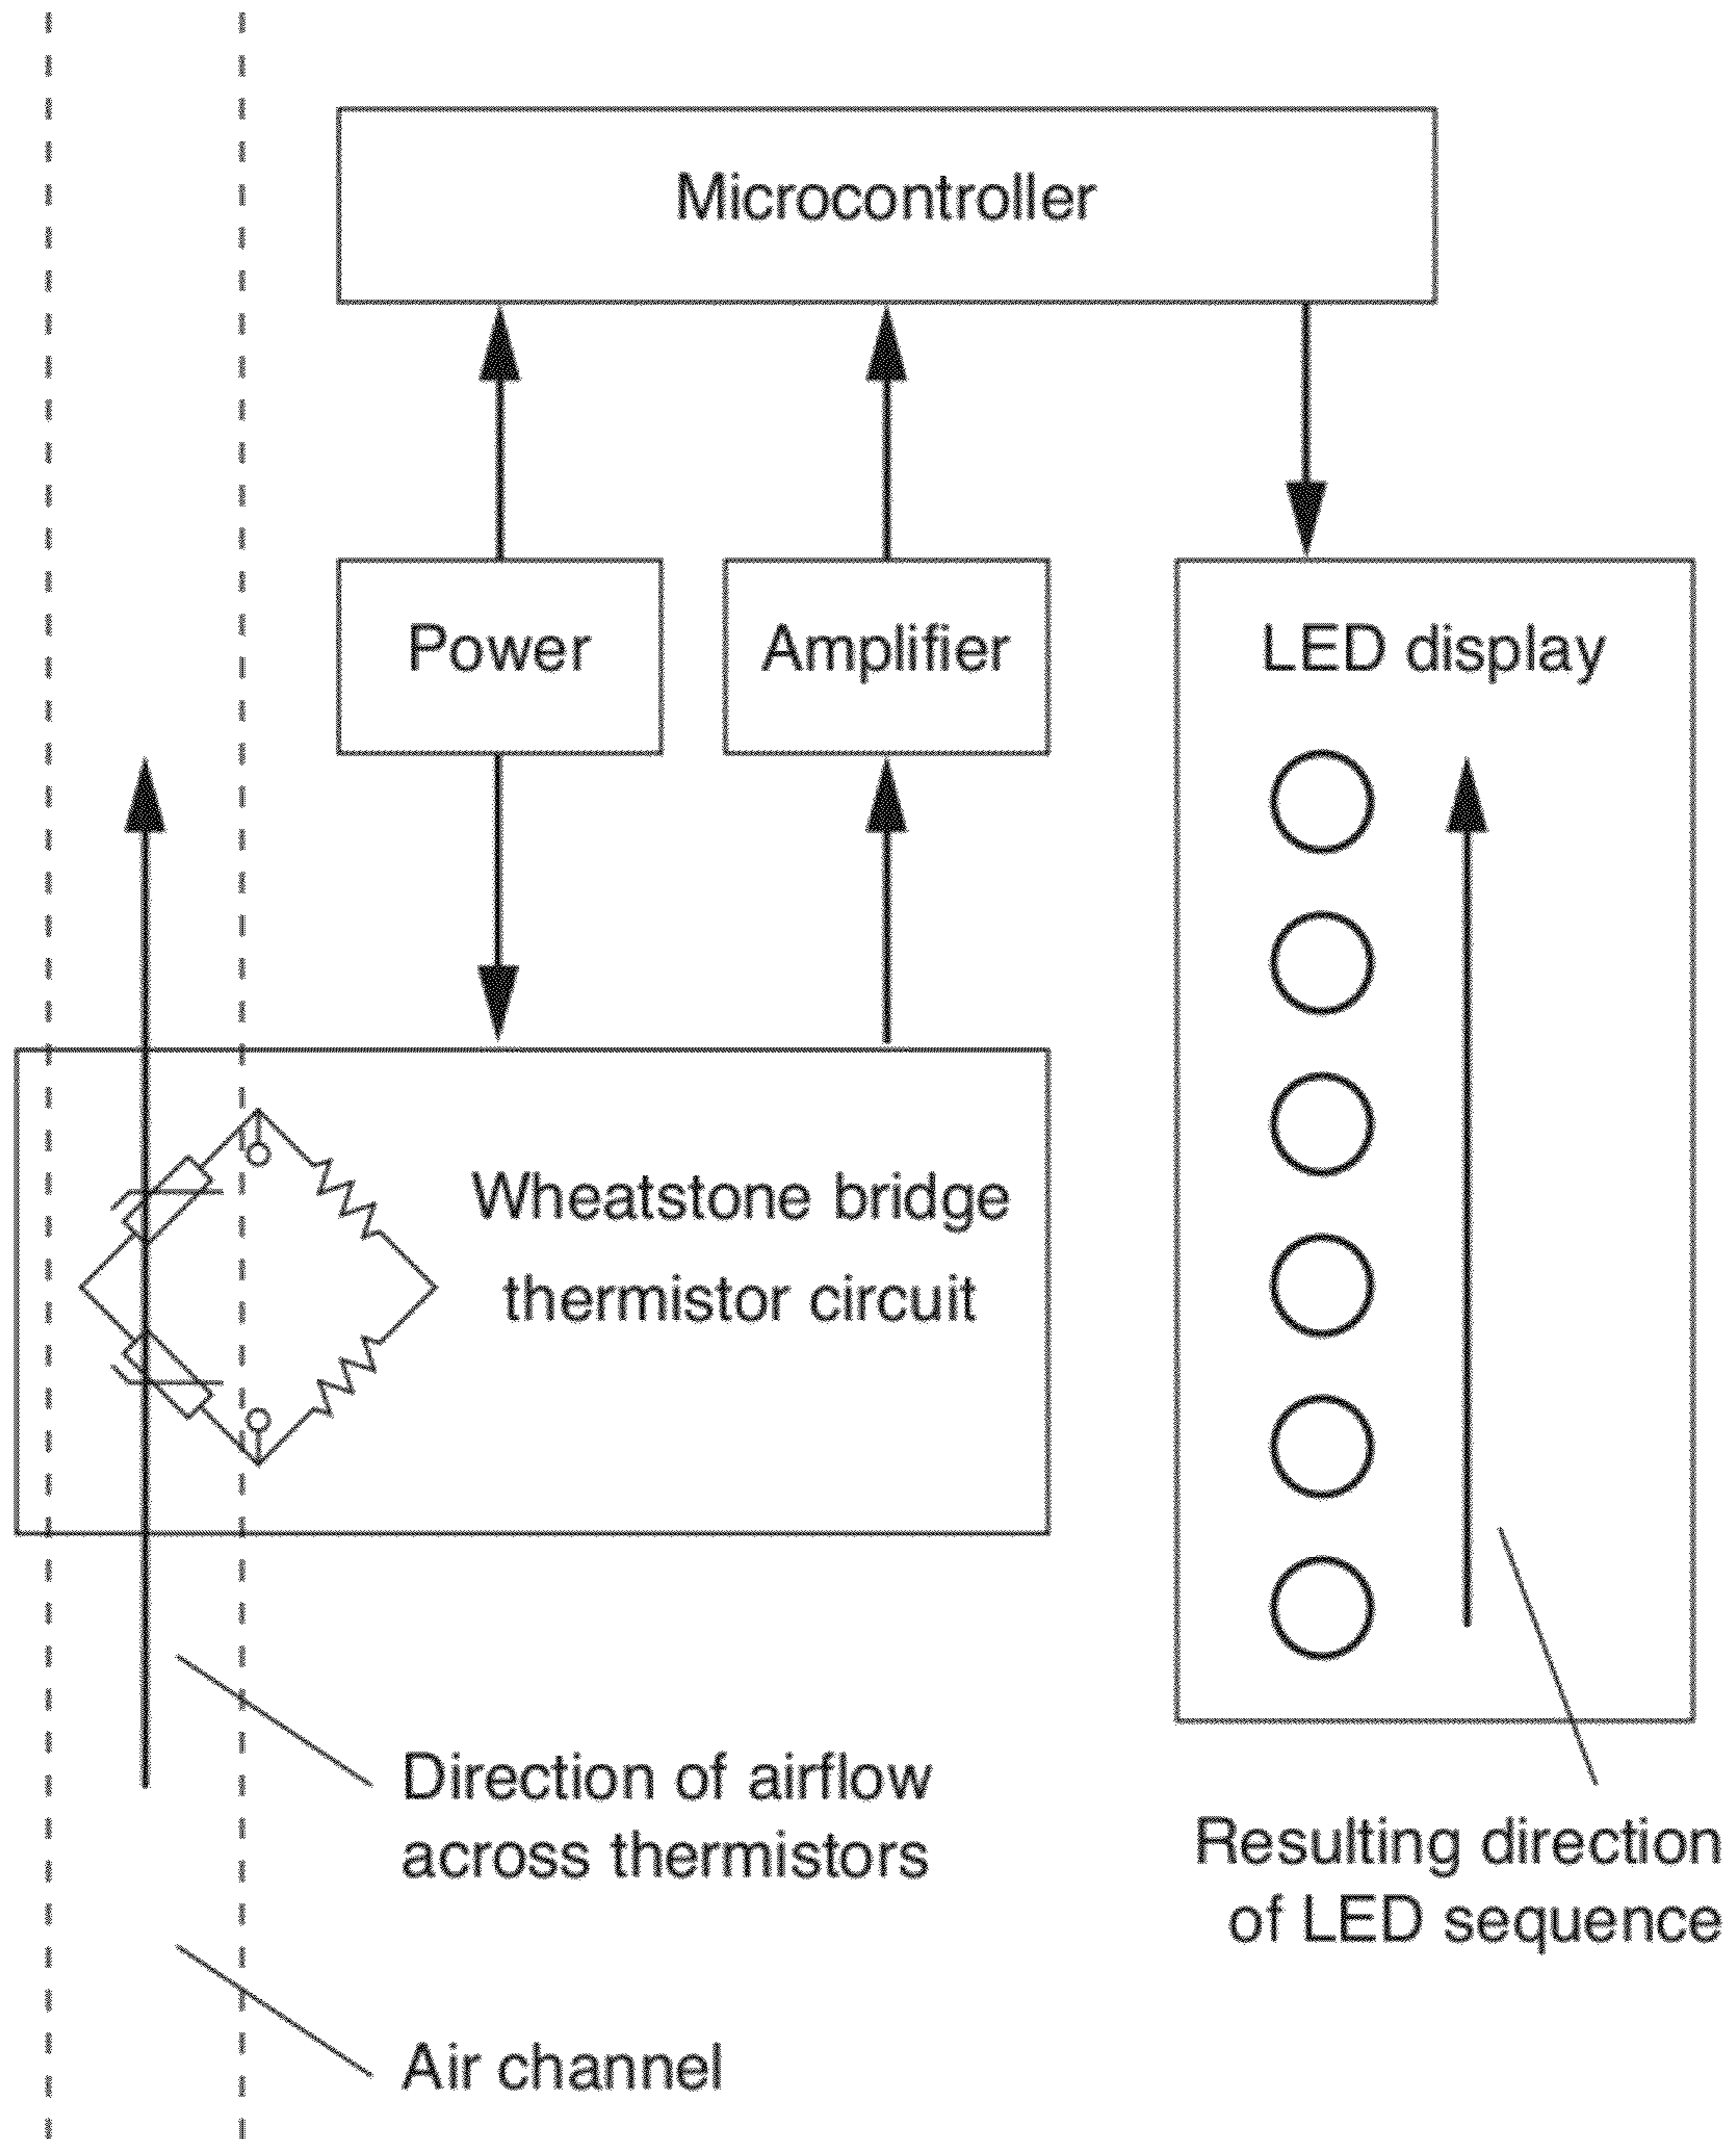 Microcontroller
Power
Amplifier
LED display
Wheatstone bridge
thermistor circuit
Direction of airflow
across thermistors
Resulting direction
of LED sequence
Air channel